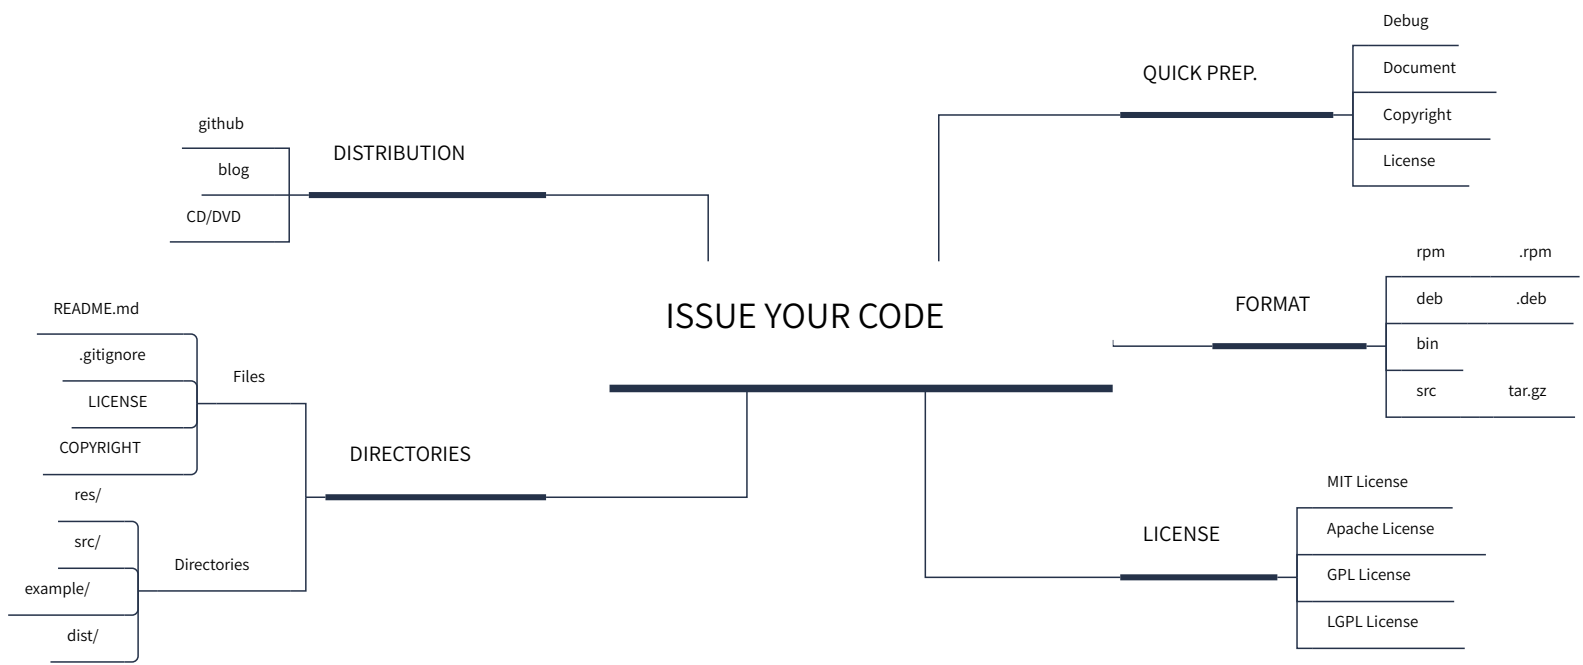 ISSUE YOUR CODE
QUICK PREP.
Debug
Document
Copyright
License
FORMAT
rpm .rpm
deb .deb
bin
src tar.gz
LICENSE
MIT License
Apache License
GPL License
LGPL License
DISTRIBUTION
github
blog
CD/DVD
DIRECTORIES
Files
README.md
.gitignore
LICENSE
COPYRIGHT
Directories
res/
src/
example/
dist/